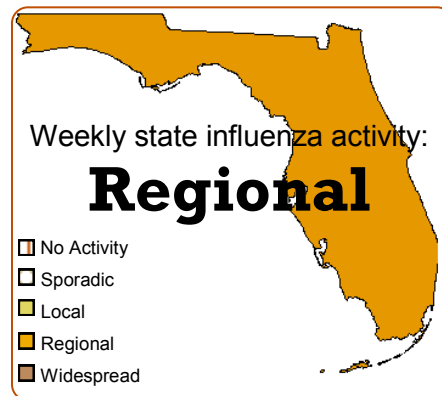 Weekly state influenza activity:
Regional
No Activity
Sporadic
Local
Regional
Widespread